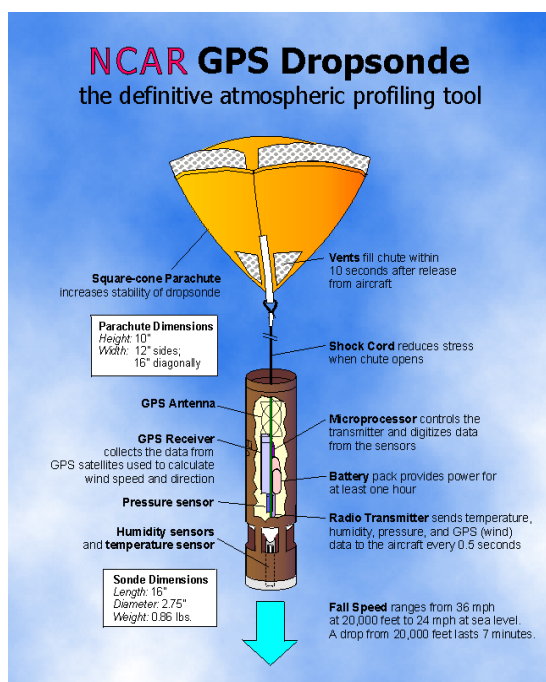 NCAR GPS Dropsonde
the definitive atmospheric profiling tool
Vents fill chute within
10 seconds after release
from aircraft
Square-cone Parachute
increases stability of dropsonde
Parachute Dimensions
Height: 10"
Width: 12" sides;
16" diagonally
Shock Cord reduces stress
when chute opens
GPS Antenna
Microprocessor controls the
transmitter and digitizes data
from the sensors
GPS Receiver
collects the data from
GPS satellites used to calculate
wind speed and direction
Battery pack provides power for
at least one hour
Pressure sensor
Radio Transmitter sends temperature,
humidity, pressure, and GPS (wind)
data to the aircraft every 0.5 seconds
Humidity sensors
and temperature sensor
Sonde Dimensions
Length: 16"
Diameter: 2.75"
Weight: 0.86 lbs.
Fall Speed ranges from 36 mph
at 20,000 feet to 24 mph at sea level.
A drop from 20,000 feet lasts 7 minutes.